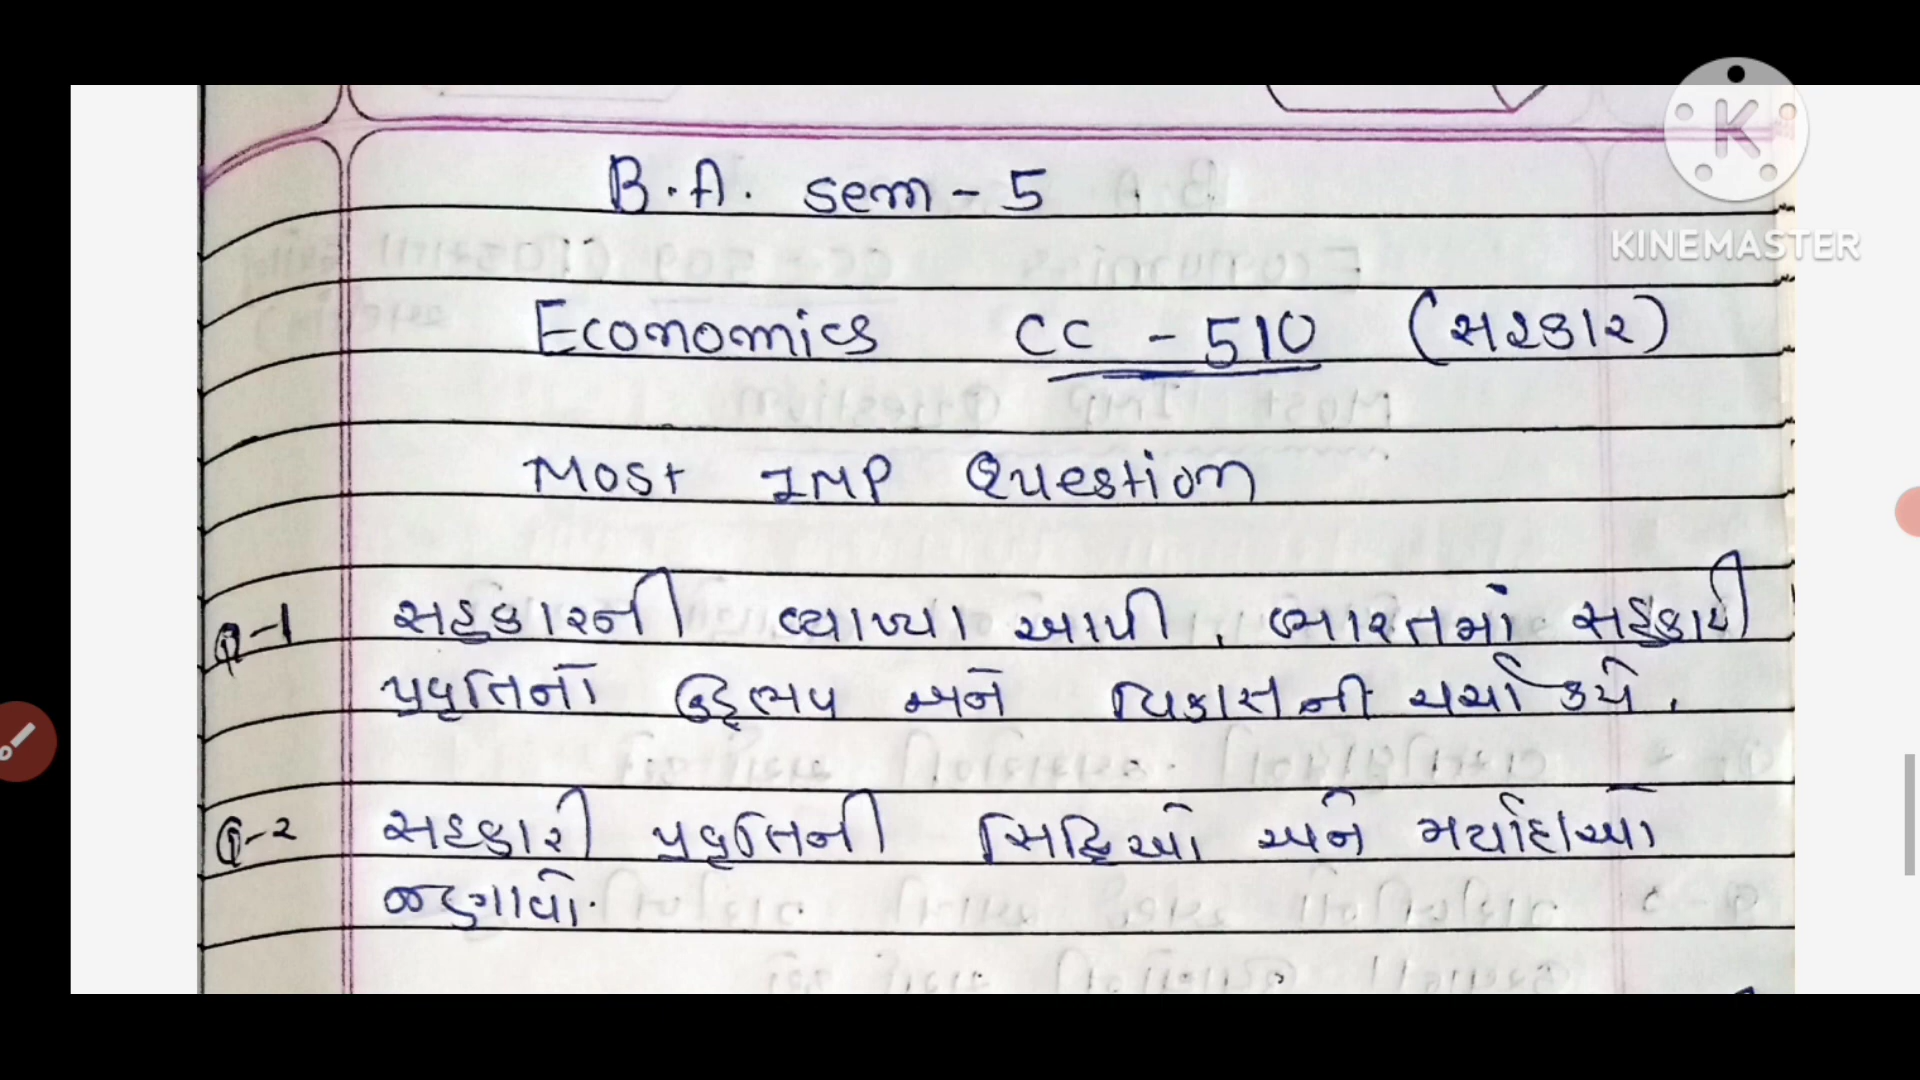 B.A. sem - 5
KINEMASTER
Economics CC - 510 (સહકાર)
Most IMP Question
Q-1 સહકારની વ્યાખ્યા આપી, ભારતમાં સહકારી
પ્રવૃત્તિનો ઉદ્ભવ અને વિકાસની ચર્ચા કરો.
Q-2 સહકારી પ્રવૃત્તિની સિદ્ધિઓ અને મર્યાદાઓ
જણાવો.